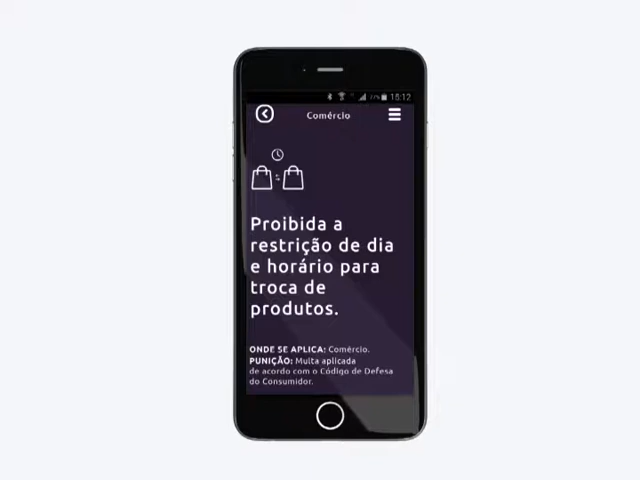 77% 15:12
Comércio
Proibida a
restrição de dia
e horário para
troca de
produtos.
ONDE SE APLICA: Comércio.
PUNIÇÃO: Multa aplicada
de acordo com o Código de Defesa
do Consumidor.